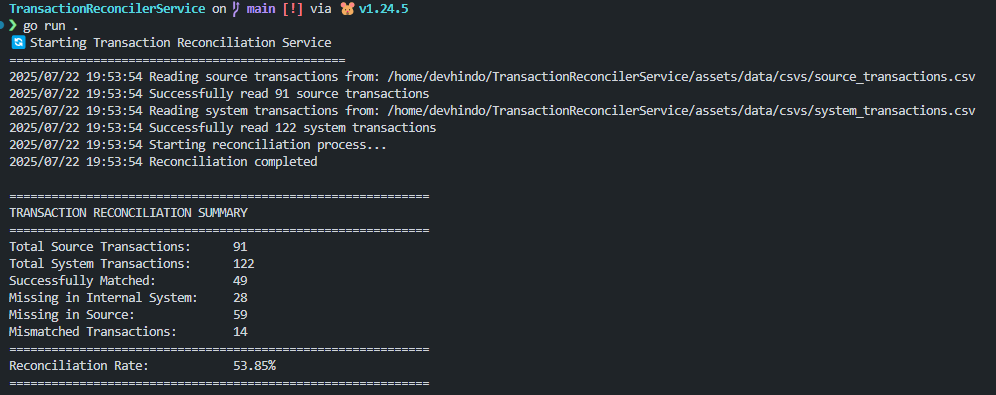 TransactionReconcilerService on main [!] via v1.24.5
❯ go run .
🔄 Starting Transaction Reconciliation Service
================================================
2025/07/22 19:53:54 Reading source transactions from: /home/devhindo/TransactionReconcilerService/assets/data/csvs/source_transactions.csv
2025/07/22 19:53:54 Successfully read 91 source transactions
2025/07/22 19:53:54 Reading system transactions from: /home/devhindo/TransactionReconcilerService/assets/data/csvs/system_transactions.csv
2025/07/22 19:53:54 Successfully read 122 system transactions
2025/07/22 19:53:54 Starting reconciliation process...
2025/07/22 19:53:54 Reconciliation completed
============================================================
TRANSACTION RECONCILIATION SUMMARY
============================================================
Total Source Transactions: 91
Total System Transactions: 122
Successfully Matched: 49
Missing in Internal System: 28
Missing in Source: 59
Mismatched Transactions: 14
============================================================
Reconciliation Rate: 53.85%
============================================================